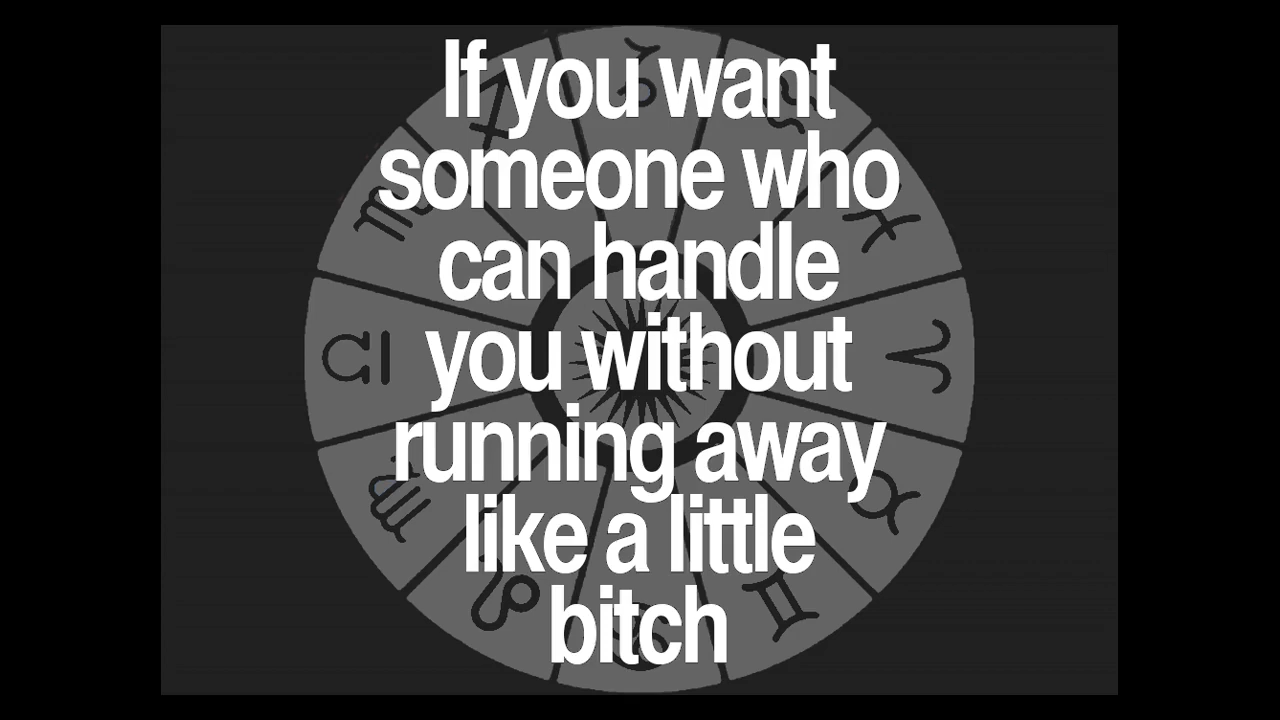 If you want
someone who
can handle
you without
running away
like a little
bitch